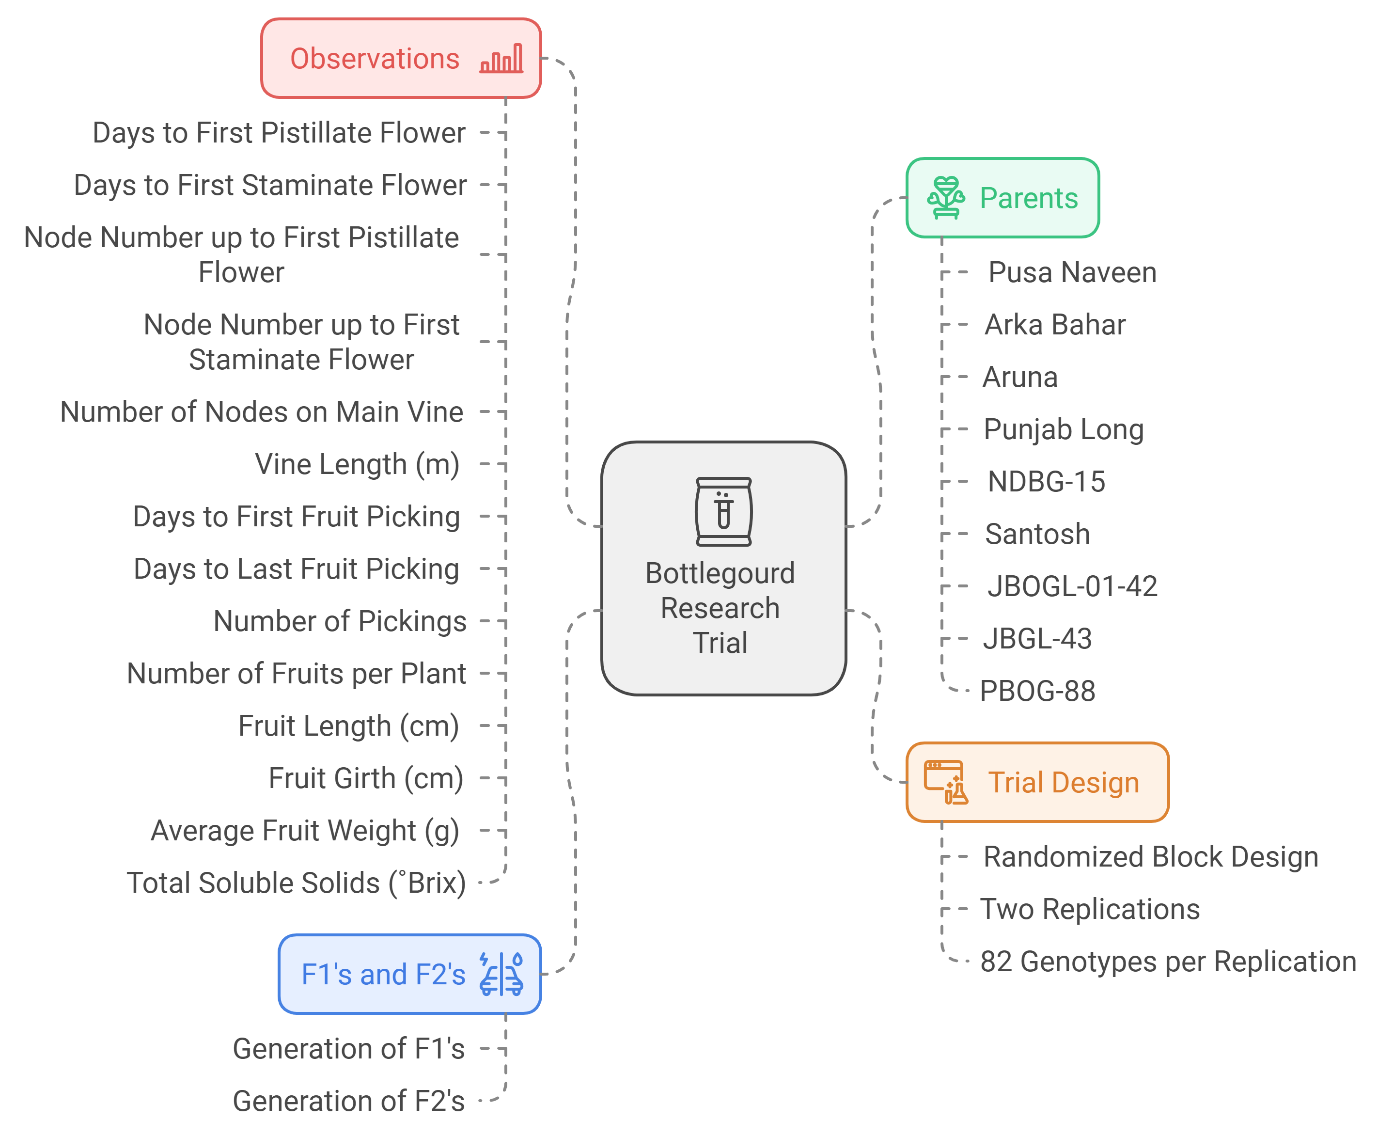 Observations
Days to First Pistillate Flower
Days to First Staminate Flower
Node Number up to First Pistillate
Flower
Node Number up to First
Staminate Flower
Number of Nodes on Main Vine
Vine Length (m)
Days to First Fruit Picking
Days to Last Fruit Picking
Number of Pickings
Number of Fruits per Plant
Fruit Length (cm)
Fruit Girth (cm)
Average Fruit Weight (g)
Total Soluble Solids (˚Brix)
F1's and F2's
Generation of F1's
Generation of F2's
Bottlegourd
Research
Trial
Parents
Pusa Naveen
Arka Bahar
Aruna
Punjab Long
NDBG-15
Santosh
JBOGL-01-42
JBGL-43
PBOG-88
Trial Design
Randomized Block Design
Two Replications
82 Genotypes per Replication